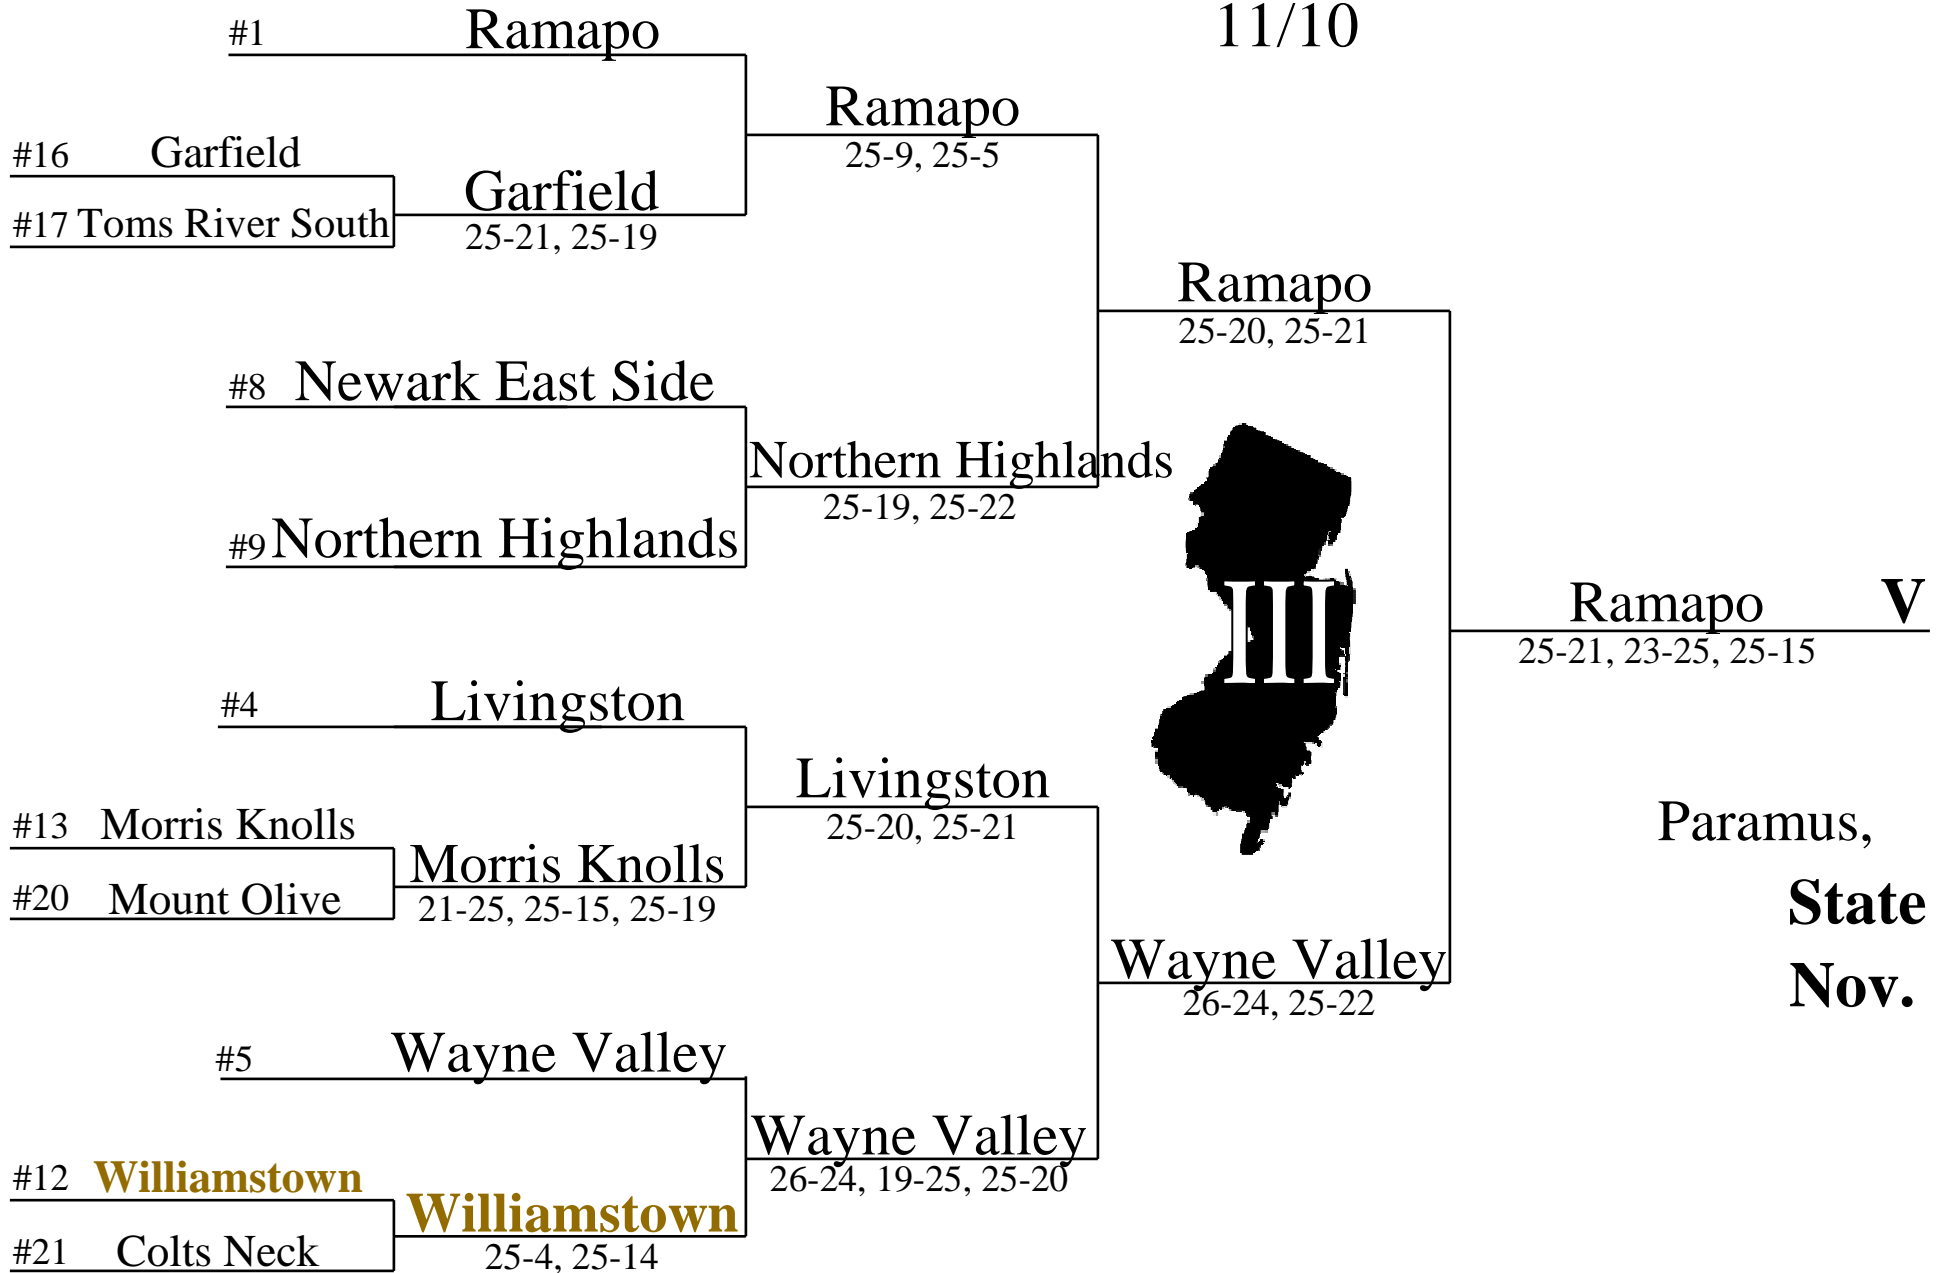 11/10
#1 Ramapo
Ramapo
25-9, 25-5
#16 Garfield
Garfield
#17 Toms River South
25-21, 25-19
Ramapo
25-20, 25-21
#8 Newark East Side
Northern Highlands
25-19, 25-22
#9 Northern Highlands
III
Ramapo V
25-21, 23-25, 25-15
#4 Livingston
Livingston
25-20, 25-21
#13 Morris Knolls
Morris Knolls
#20 Mount Olive
21-25, 25-15, 25-19
Paramus,
State
Nov.
Wayne Valley
26-24, 25-22
#5 Wayne Valley
Wayne Valley
26-24, 19-25, 25-20
#12 Williamstown
Williamstown
#21 Colts Neck
25-4, 25-14